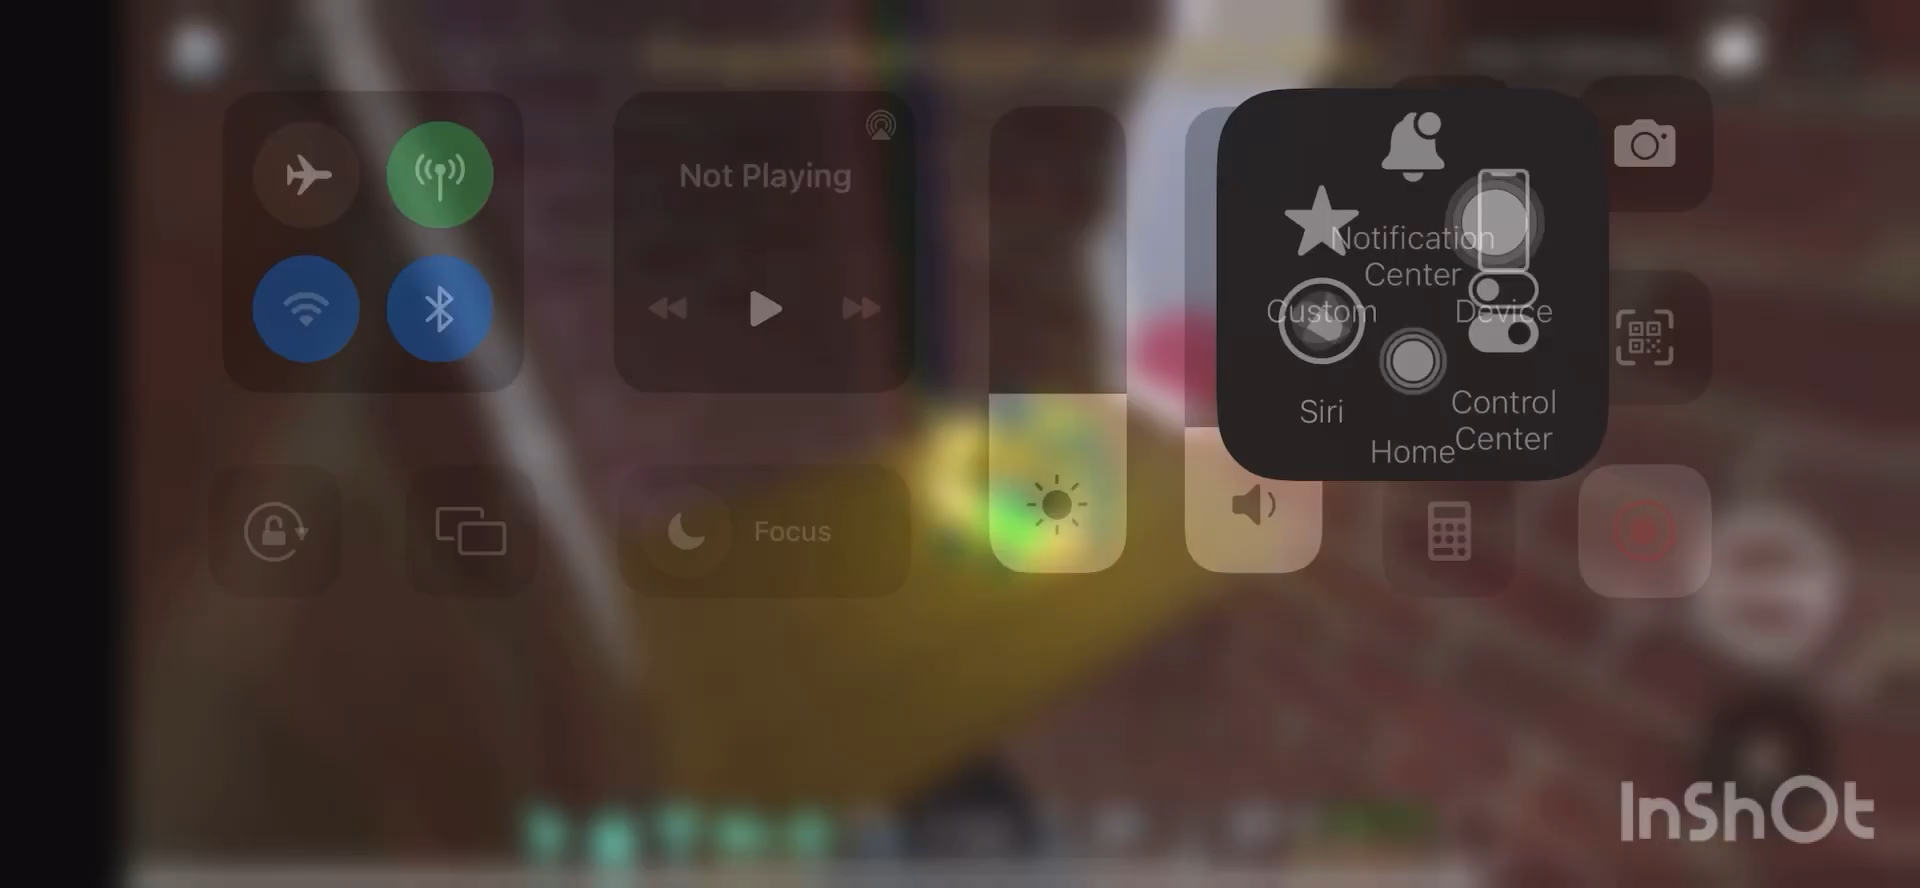 Not Playing
Notification
Center
Custom
Device
Siri
Control
Center
Home
Focus
InShOt